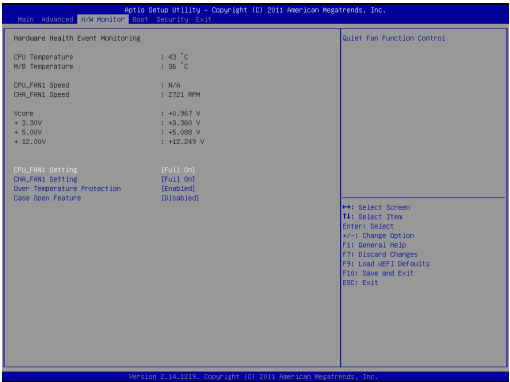 Aptio Setup Utility – Copyright (C) 2011 American Megatrends, Inc.
Main Advanced H/W Monitor Boot Security Exit
Hardware Health Event Monitoring
CPU Temperature : 43 °C
M/B Temperature : 36 °C
CPU_FAN1 Speed : N/A
CHA_FAN1 Speed : 2721 RPM
Vcore : +0.967 V
+ 3.30V : +3.360 V
+ 5.00V : +5.088 V
+ 12.00V : +12.249 V
CPU_FAN1 Setting [Full On]
CHA_FAN1 Setting [Full On]
Over Temperature Protection [Enabled]
Case Open Feature [Disabled]
Quiet Fan Function Control
↔: Select Screen
↑↓: Select Item
Enter: Select
+/-: Change Option
F1: General Help
F7: Discard Changes
F9: Load UEFI Defaults
F10: Save and Exit
ESC: Exit
Version 2.14.1219. Copyright (C) 2011 American Megatrends, Inc.